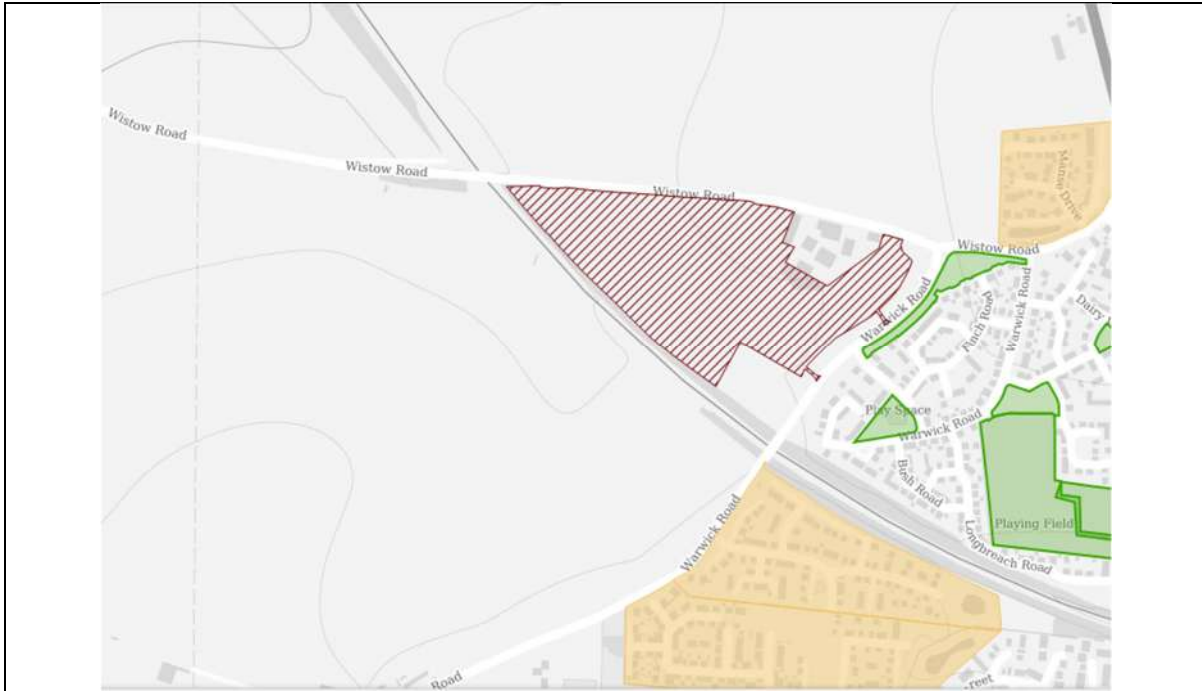 Wistow Road
Wistow Road
Wistow Road
Manse Drive
Wistow Road
Warwick Road
Finch Road
Warwick Road
Dairy
Play Space
Warwick Road
Bush Road
Playing Field
Longbreach Road
Warwick Road
Road
reet